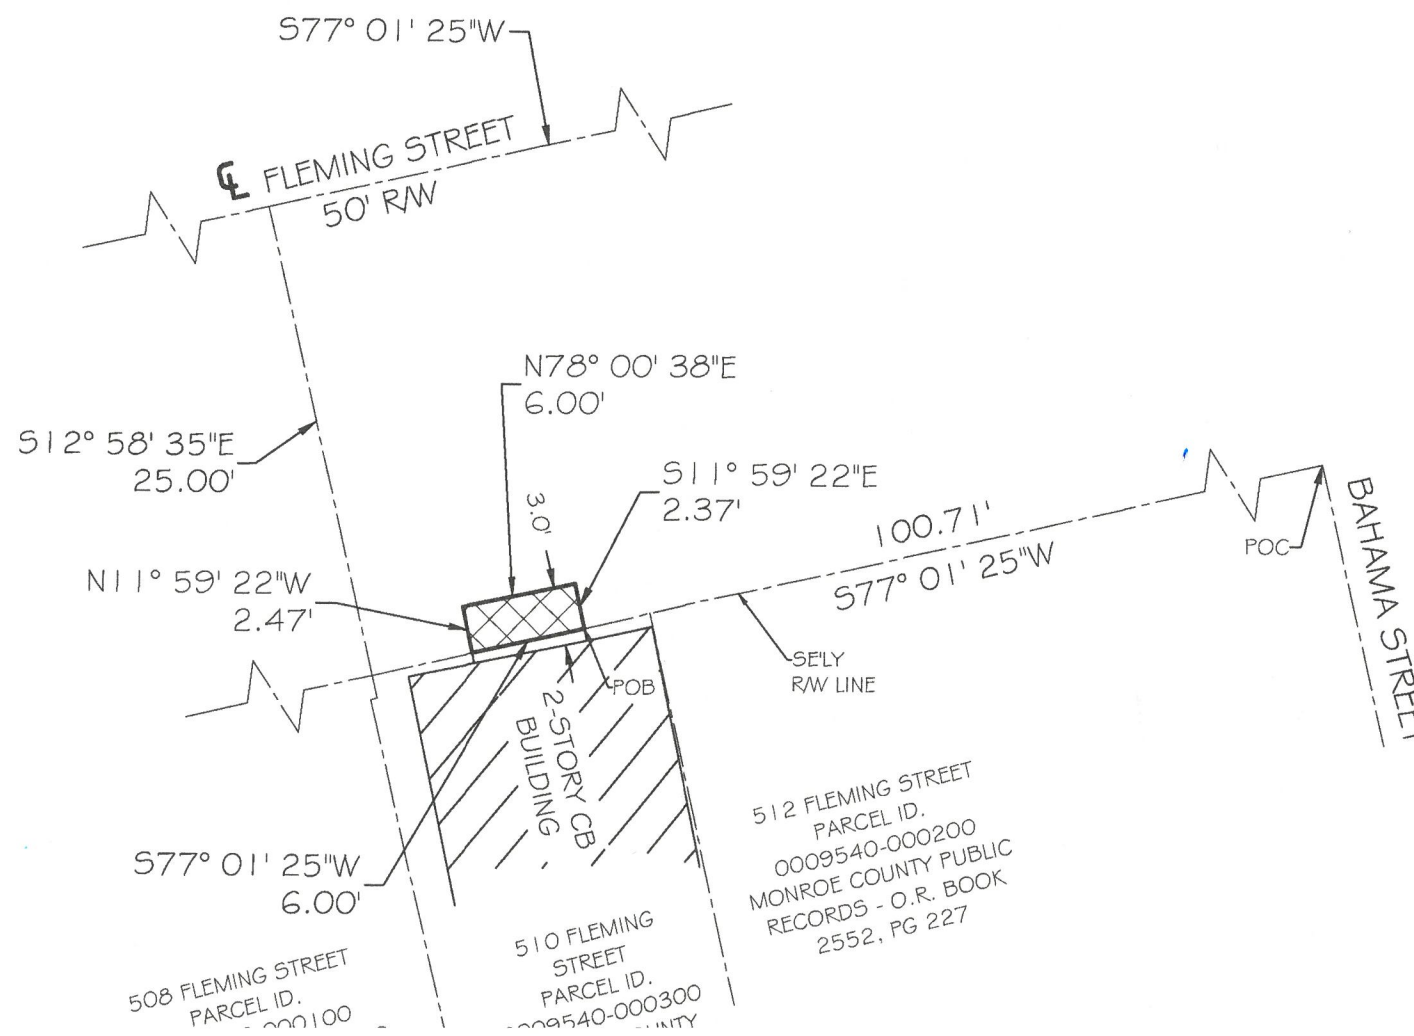 S77° 01' 25"W
℄ FLEMING STREET
50' R/W
N78° 00' 38"E
6.00'
S12° 58' 35"E
25.00'
S11° 59' 22"E
2.37'
3.0'
100.71'
S77° 01' 25"W
POC
BAHAMA STREET
N11° 59' 22"W
2.47'
SE'LY
R/W LINE
POB
2-STORY CB
BUILDING
S77° 01' 25"W
6.00'
512 FLEMING STREET
PARCEL ID.
0009540-000200
MONROE COUNTY PUBLIC
RECORDS - O.R. BOOK
2552, PG 227
510 FLEMING
STREET
PARCEL ID.
0009540-000300
508 FLEMING STREET
PARCEL ID.
000100